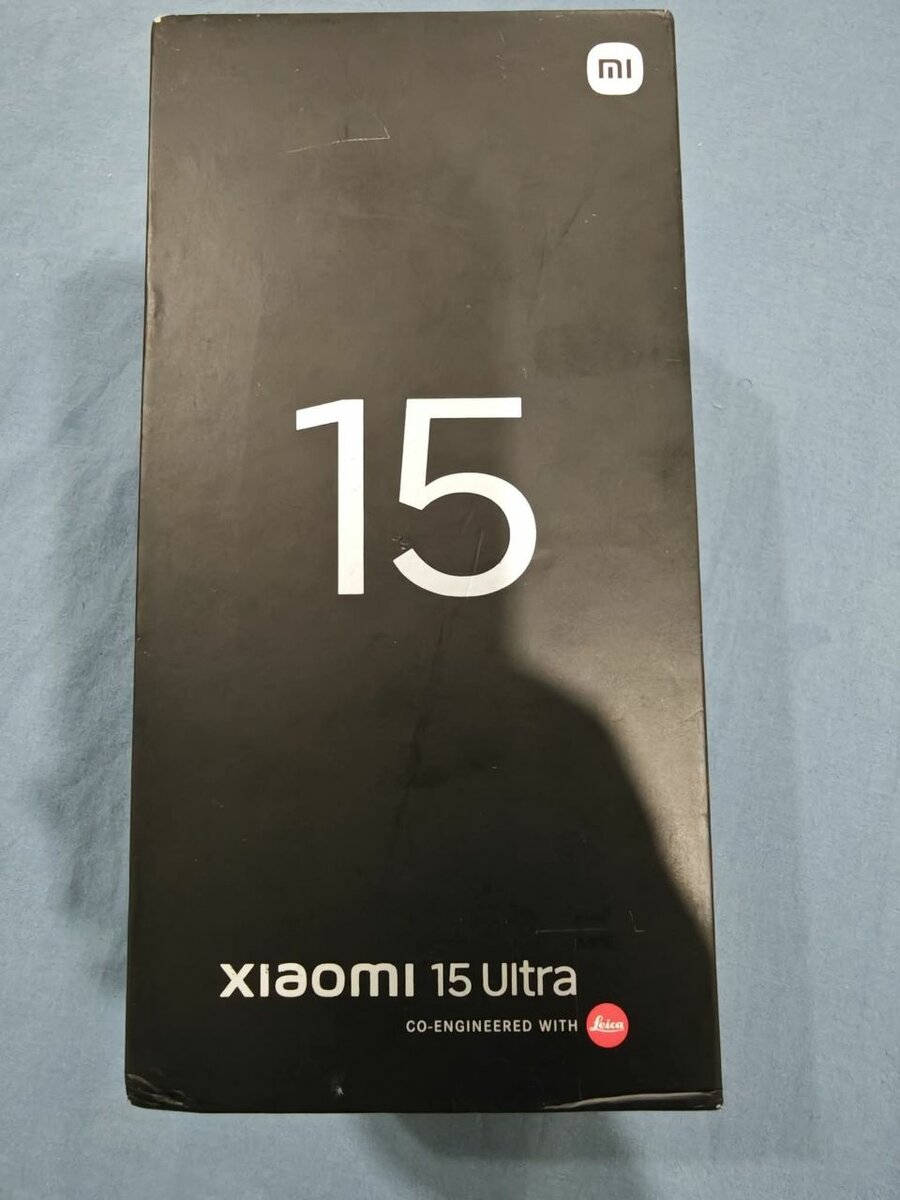 mi
15
xiaomi 15 Ultra
CO-ENGINEERED WITH Leica